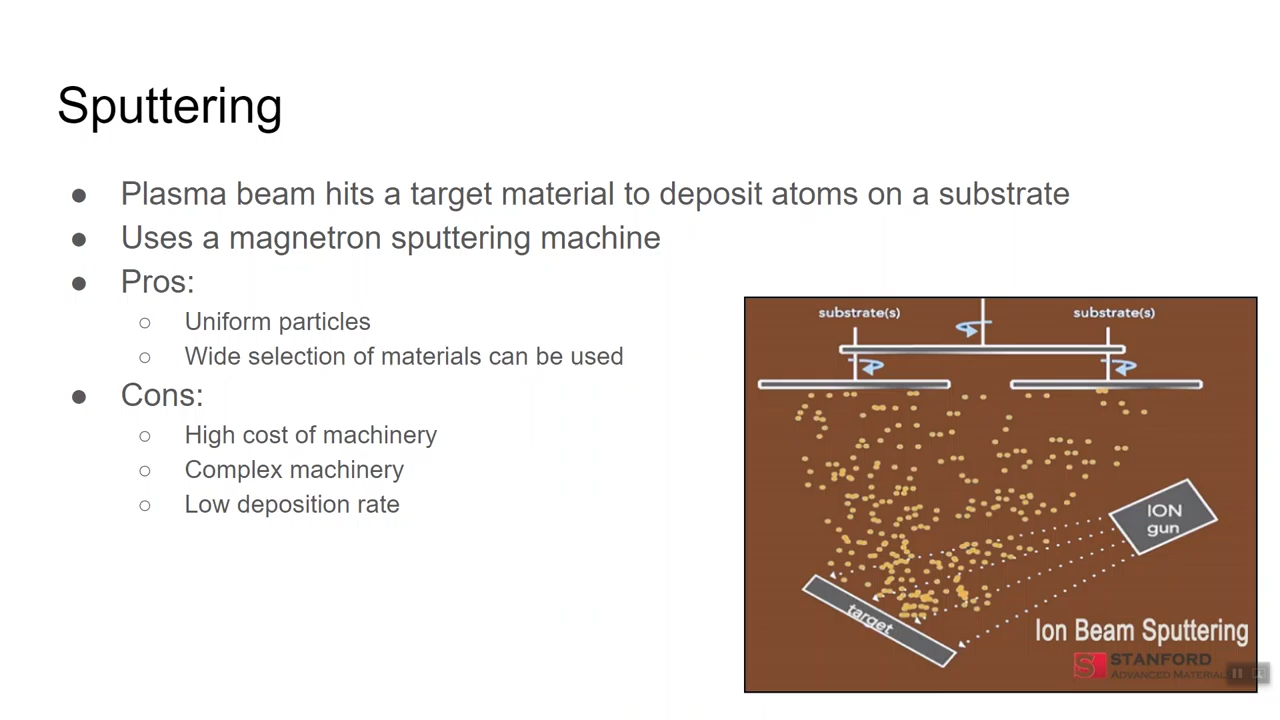 Sputtering
● Plasma beam hits a target material to deposit atoms on a substrate
● Uses a magnetron sputtering machine
● Pros:
○ Uniform particles
○ Wide selection of materials can be used
● Cons:
○ High cost of machinery
○ Complex machinery
○ Low deposition rate
substrate(s) substrate(s)
ION
gun
target
Ion Beam Sputtering
S STANFORD
ADVANCED MATERIALS